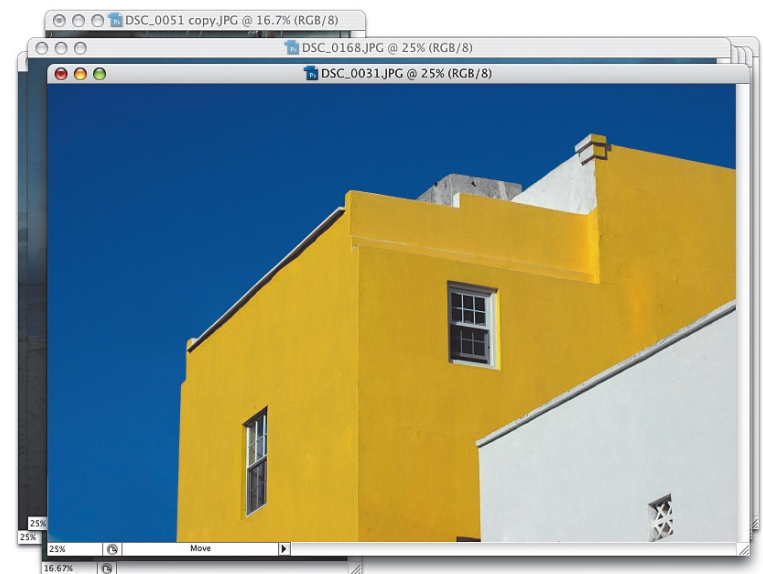 DSC_0051 copy.JPG @ 16.7% (RGB/8)
DSC_0168.JPG @ 25% (RGB/8)
DSC_0031.JPG @ 25% (RGB/8)
25%
25%
25%
Move
16.67%